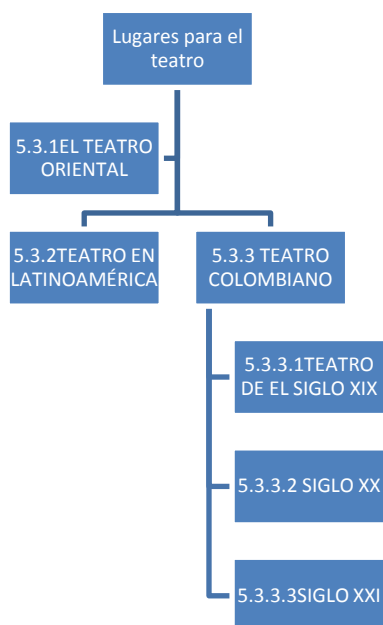 Lugares para el
teatro
5.3.1EL TEATRO
ORIENTAL
5.3.2TEATRO EN
LATINOAMÉRICA
5.3.3 TEATRO
COLOMBIANO
5.3.3.1TEATRO
DE EL SIGLO XIX
5.3.3.2 SIGLO XX
5.3.3.3SIGLO XXI